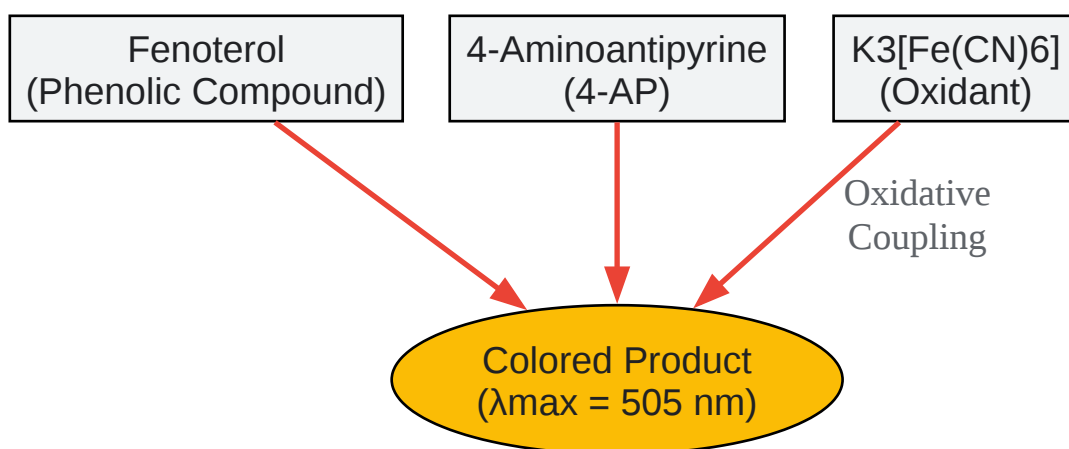 Fenoterol
(Phenolic Compound)
4-Aminoantipyrine
(4-AP)
K3[Fe(CN)6]
(Oxidant)
Oxidative
Coupling
Colored Product
(λmax = 505 nm)